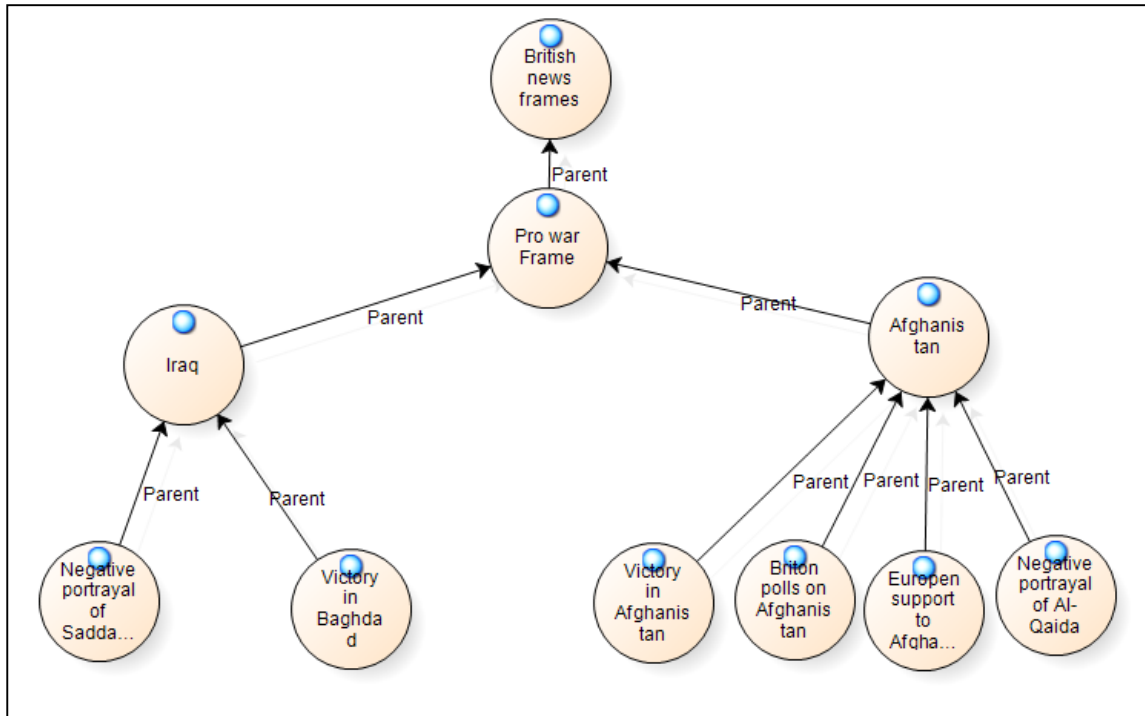 British
news
frames
Parent
Pro war
Frame
Parent
Parent
Iraq
Afghanis
tan
Parent
Parent
Parent
Parent
Parent
Parent
Negative
portrayal
of
Sadda...
Victory
in
Baghda
d
Victory
in
Afghanis
tan
Briton
polls on
Afghanis
tan
Europen
support
to
Afgha...
Negative
portrayal
of Al-
Qaida